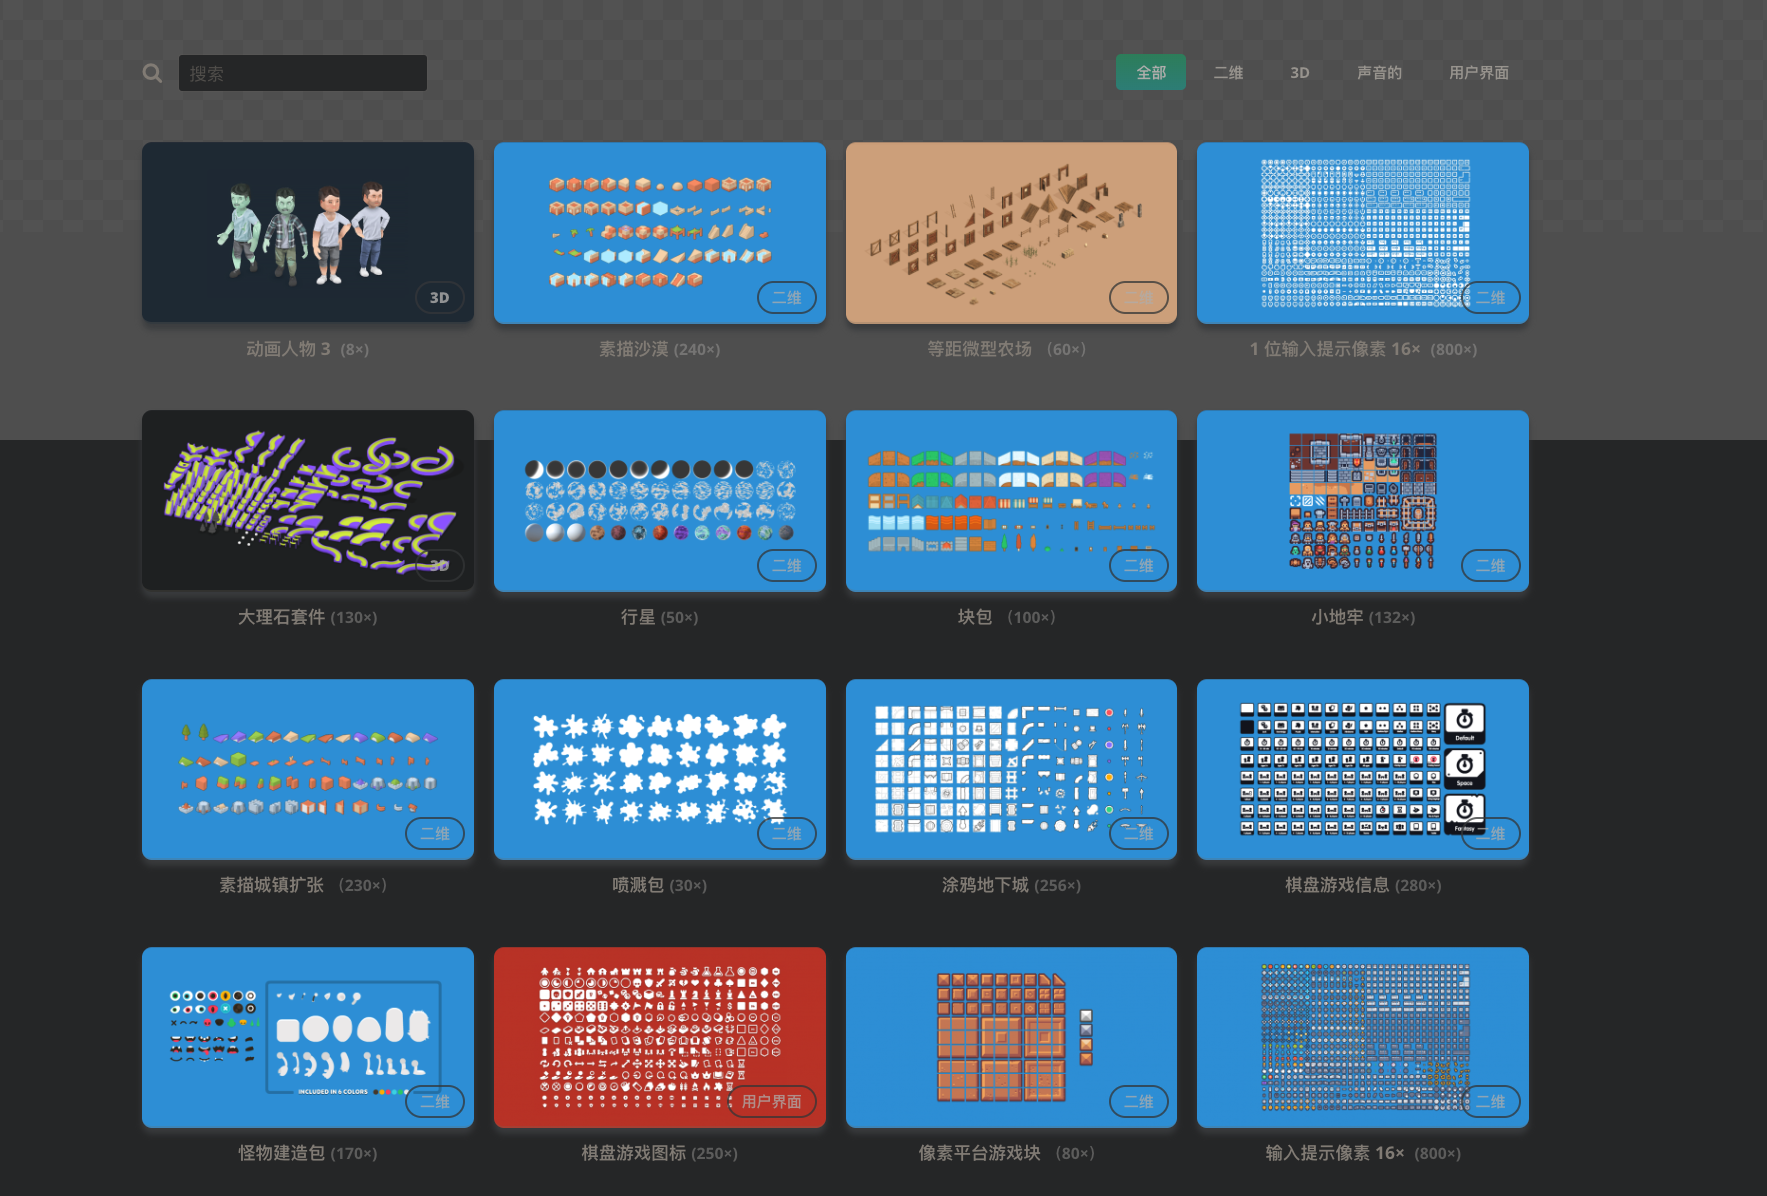 搜索
全部 二维 3D 声音的 用户界面
3D 二维 二维 二维
动画人物 3 (8×) 素描沙漠 (240×) 等距微型农场 （60×） 1 位输入提示像素 16× (800×)
3D 二维 二维 二维
大理石套件 (130×) 行星 (50×) 块包 （100×） 小地牢 (132×)
Default
Space
Fantasy
二维 二维 二维 二维
素描城镇扩张 （230×） 喷溅包 (30×) 涂鸦地下城 (256×) 棋盘游戏信息 (280×)
INCLUDED IN 6 COLORS
二维 用户界面 二维 二维
怪物建造包 (170×) 棋盘游戏图标 (250×) 像素平台游戏块 （80×） 输入提示像素 16× (800×)